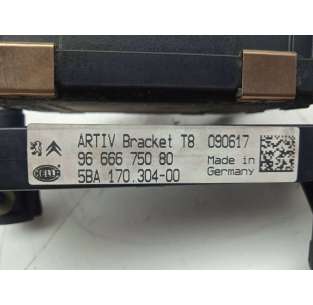 ARTIV Bracket T8 090617
96 666 750 80 Made in
HELLA 5BA 170.304-00 Germany